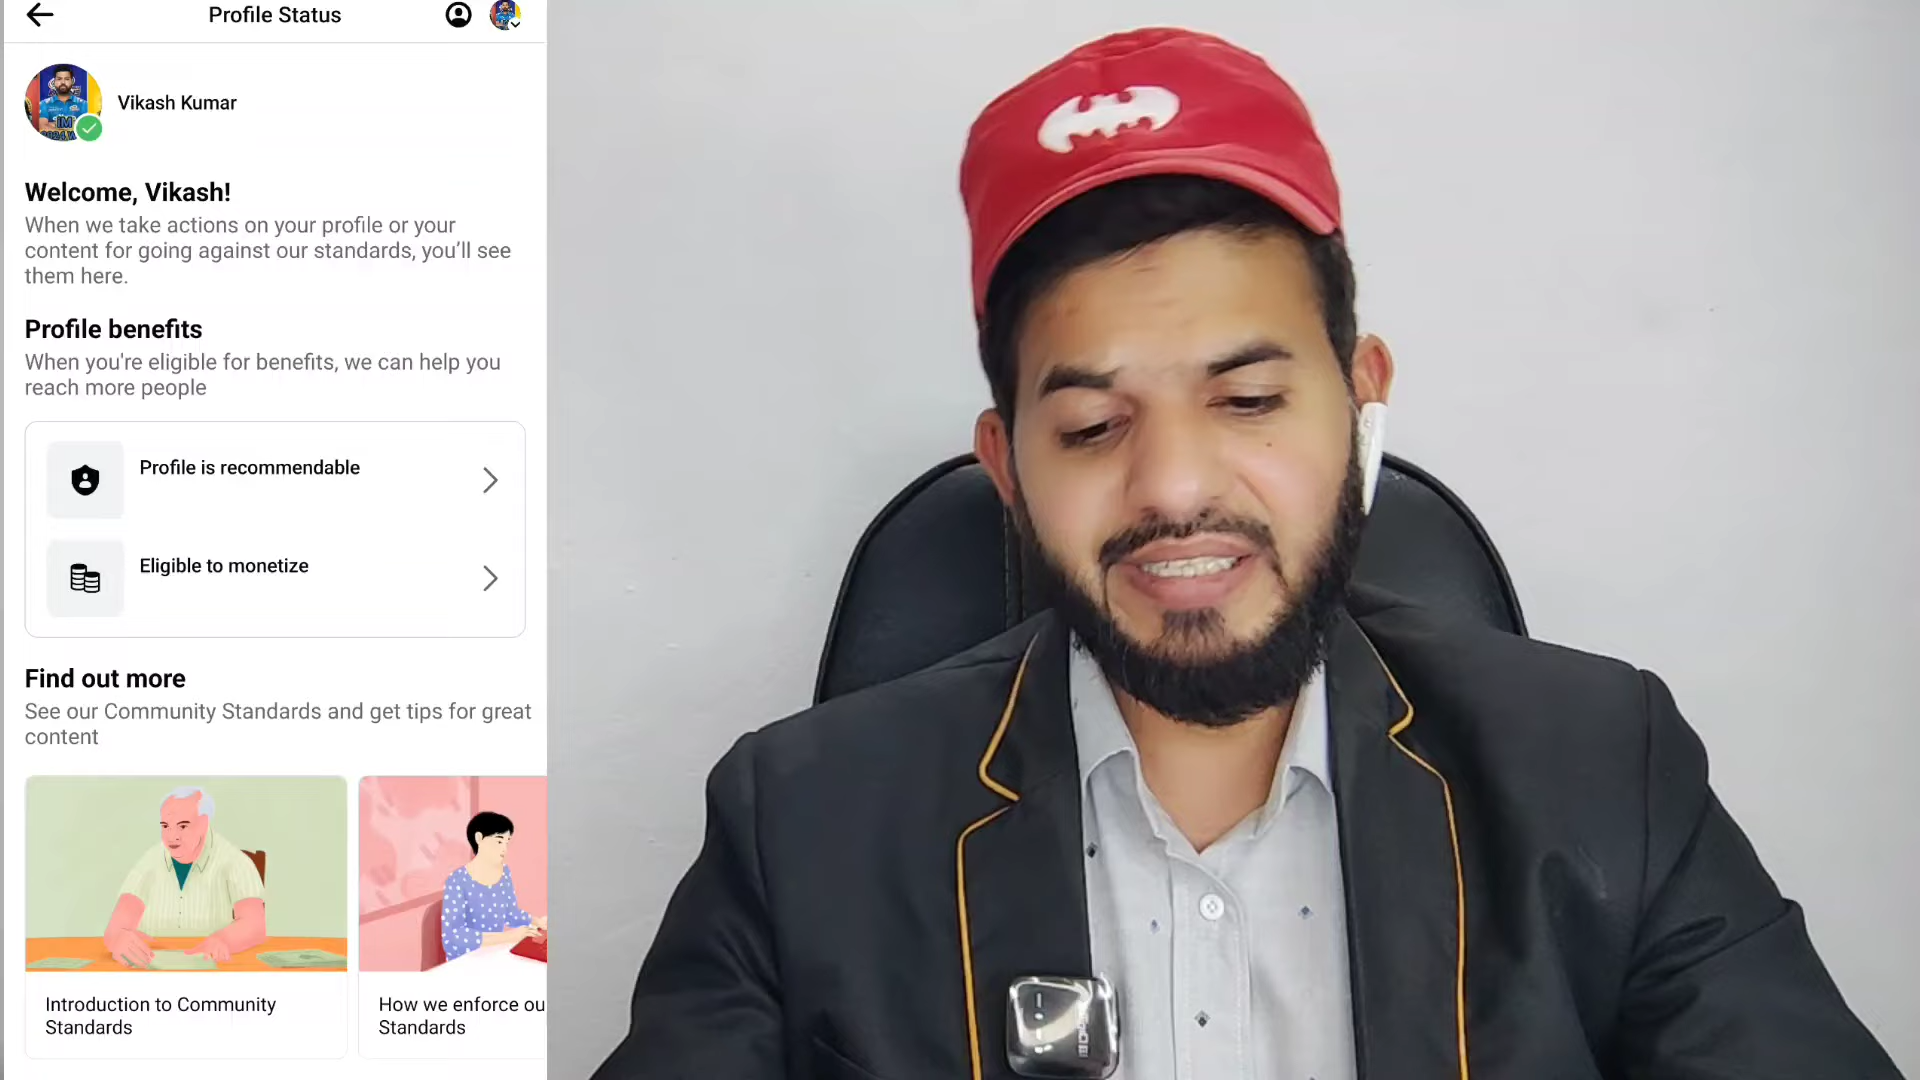 Profile Status
Vikash Kumar
Welcome, Vikash!
When we take actions on your profile or your
content for going against our standards, you’ll see
them here.
Profile benefits
When you're eligible for benefits, we can help you
reach more people
Profile is recommendable
Eligible to monetize
Find out more
See our Community Standards and get tips for great
content
Introduction to Community
Standards
How we enforce ou
Standards